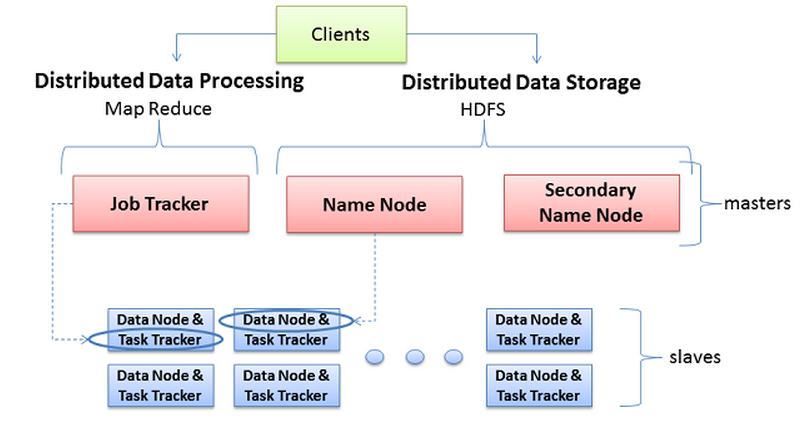 Clients
Distributed Data Processing
Map Reduce
Distributed Data Storage
HDFS
Job Tracker
Name Node
Secondary
Name Node
masters
Data Node &
Task Tracker
Data Node &
Task Tracker
Data Node &
Task Tracker
Data Node &
Task Tracker
Data Node &
Task Tracker
Data Node &
Task Tracker
slaves